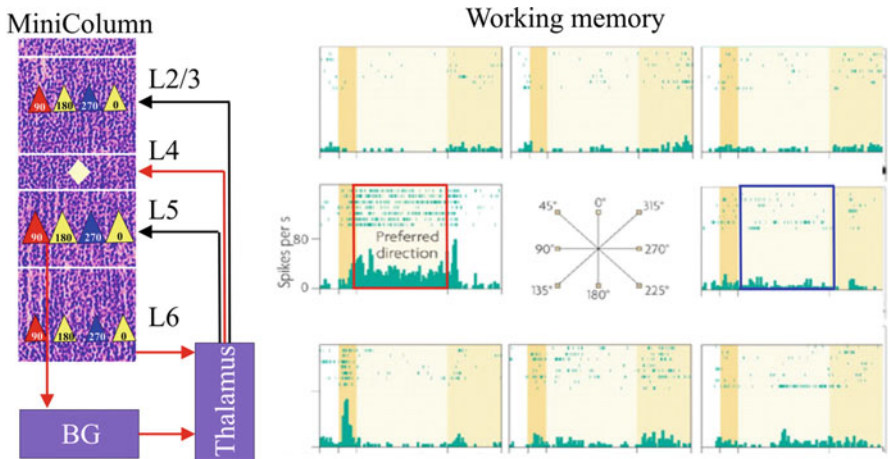 MiniColumn
Working memory
L2/3
90 180 270 0
L4
L5
90 180 270 0
L6
90 180 270 0
BG
Thalamus
Spikes per s
80
0
Preferred
direction
0°
45° 315°
90° 270°
135° 225°
180°